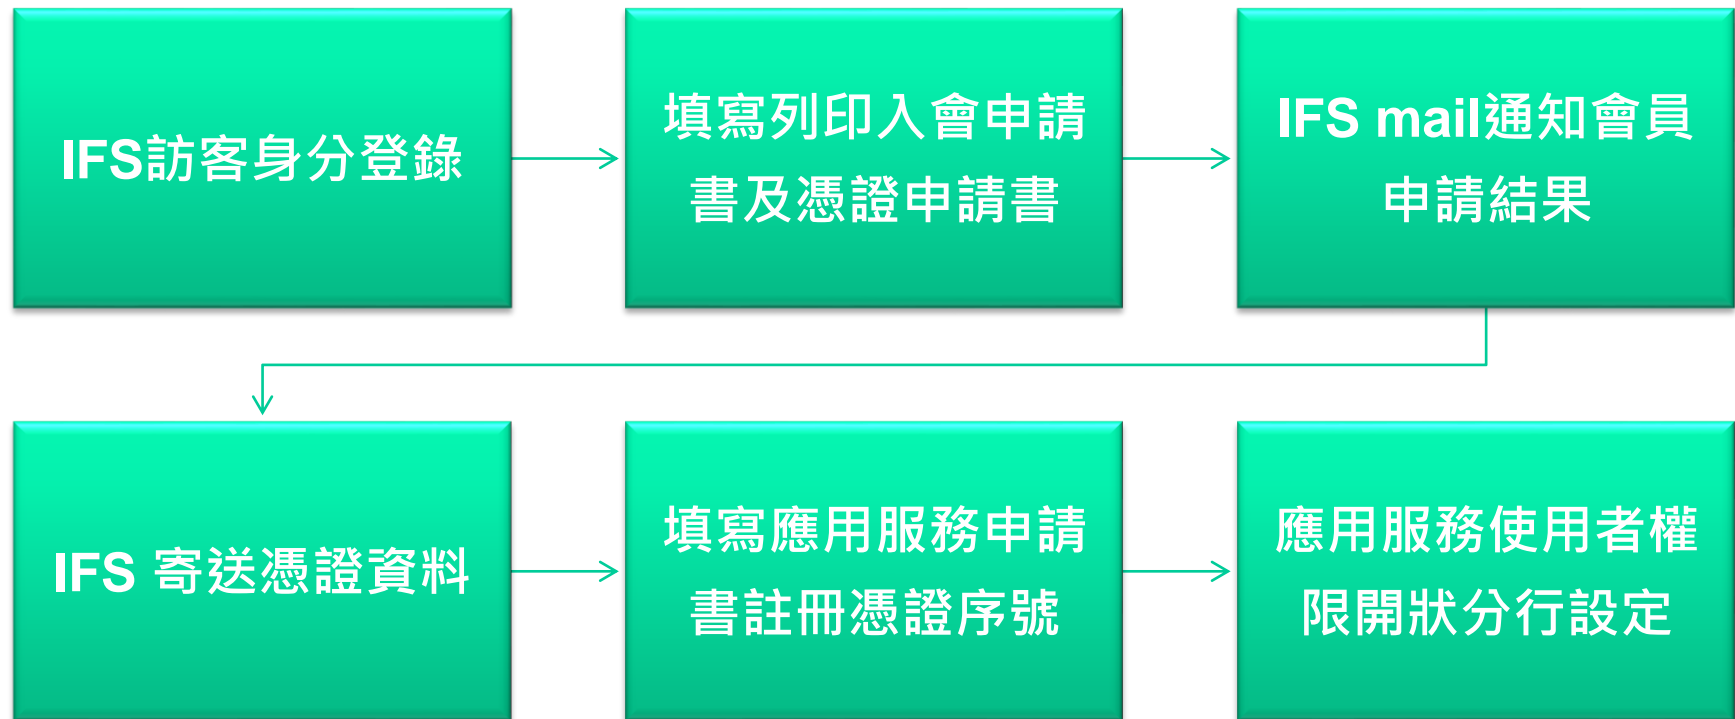 IFS訪客身分登錄
填寫列印入會申請
書及憑證申請書
IFS mail通知會員
申請結果
IFS 寄送憑證資料
填寫應用服務申請
書註冊憑證序號
應用服務使用者權
限開狀分行設定